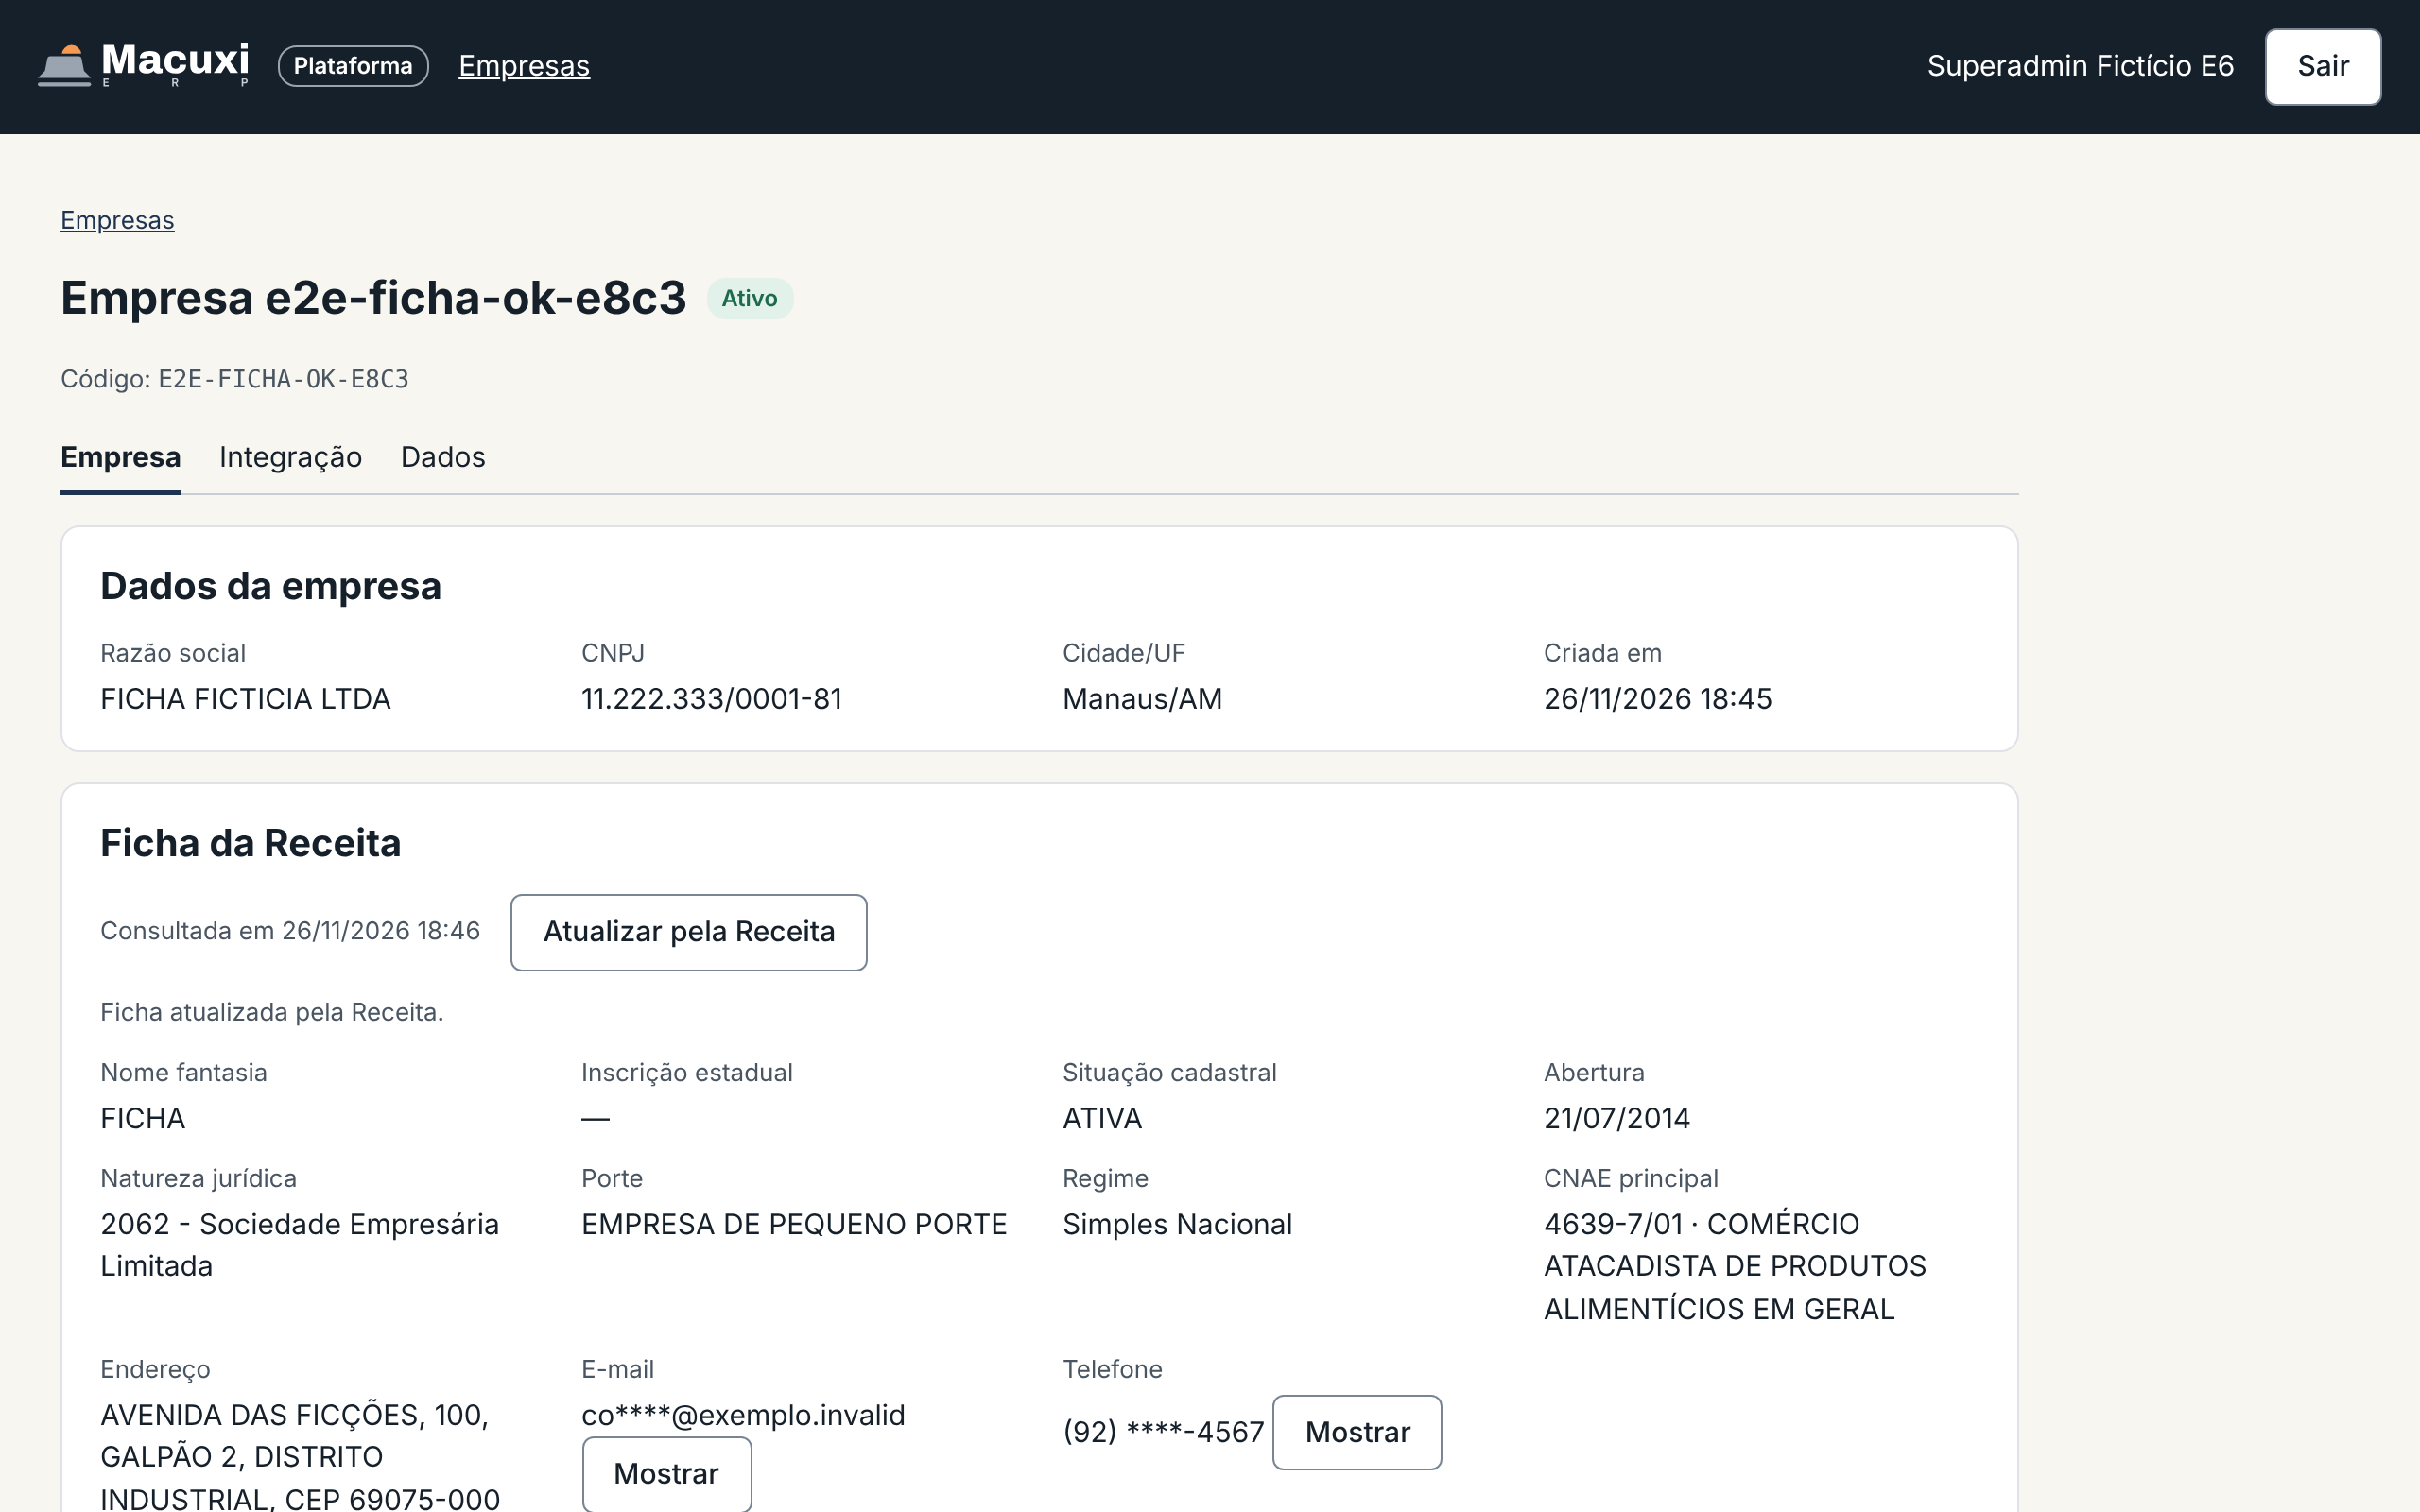 Macuxi
E R P
Plataforma
Empresas
Superadmin Fictício E6
Sair
Empresas
Empresa e2e-ficha-ok-e8c3
Ativo
Código: E2E-FICHA-OK-E8C3
Empresa
Integração
Dados
Dados da empresa
Razão social
FICHA FICTICIA LTDA
CNPJ
11.222.333/0001-81
Cidade/UF
Manaus/AM
Criada em
26/11/2026 18:45
Ficha da Receita
Consultada em 26/11/2026 18:46
Atualizar pela Receita
Ficha atualizada pela Receita.
Nome fantasia
FICHA
Inscrição estadual
—
Situação cadastral
ATIVA
Abertura
21/07/2014
Natureza jurídica
2062 - Sociedade Empresária
Limitada
Porte
EMPRESA DE PEQUENO PORTE
Regime
Simples Nacional
CNAE principal
4639-7/01 · COMÉRCIO
ATACADISTA DE PRODUTOS
ALIMENTÍCIOS EM GERAL
Endereço
AVENIDA DAS FICÇÕES, 100,
GALPÃO 2, DISTRITO
INDUSTRIAL, CEP 69075-000
E-mail
co****@exemplo.invalid
Mostrar
Telefone
(92) ****-4567
Mostrar